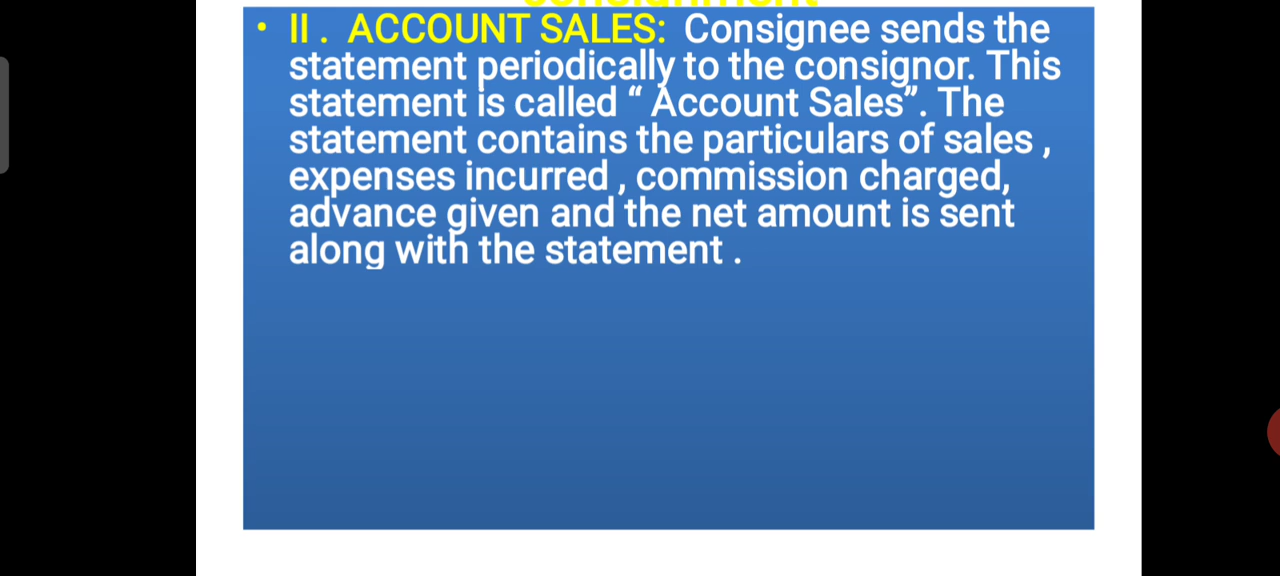 consignment
• II . ACCOUNT SALES: Consignee sends the
statement periodically to the consignor. This
statement is called “ Account Sales”. The
statement contains the particulars of sales ,
expenses incurred , commission charged,
advance given and the net amount is sent
along with the statement .